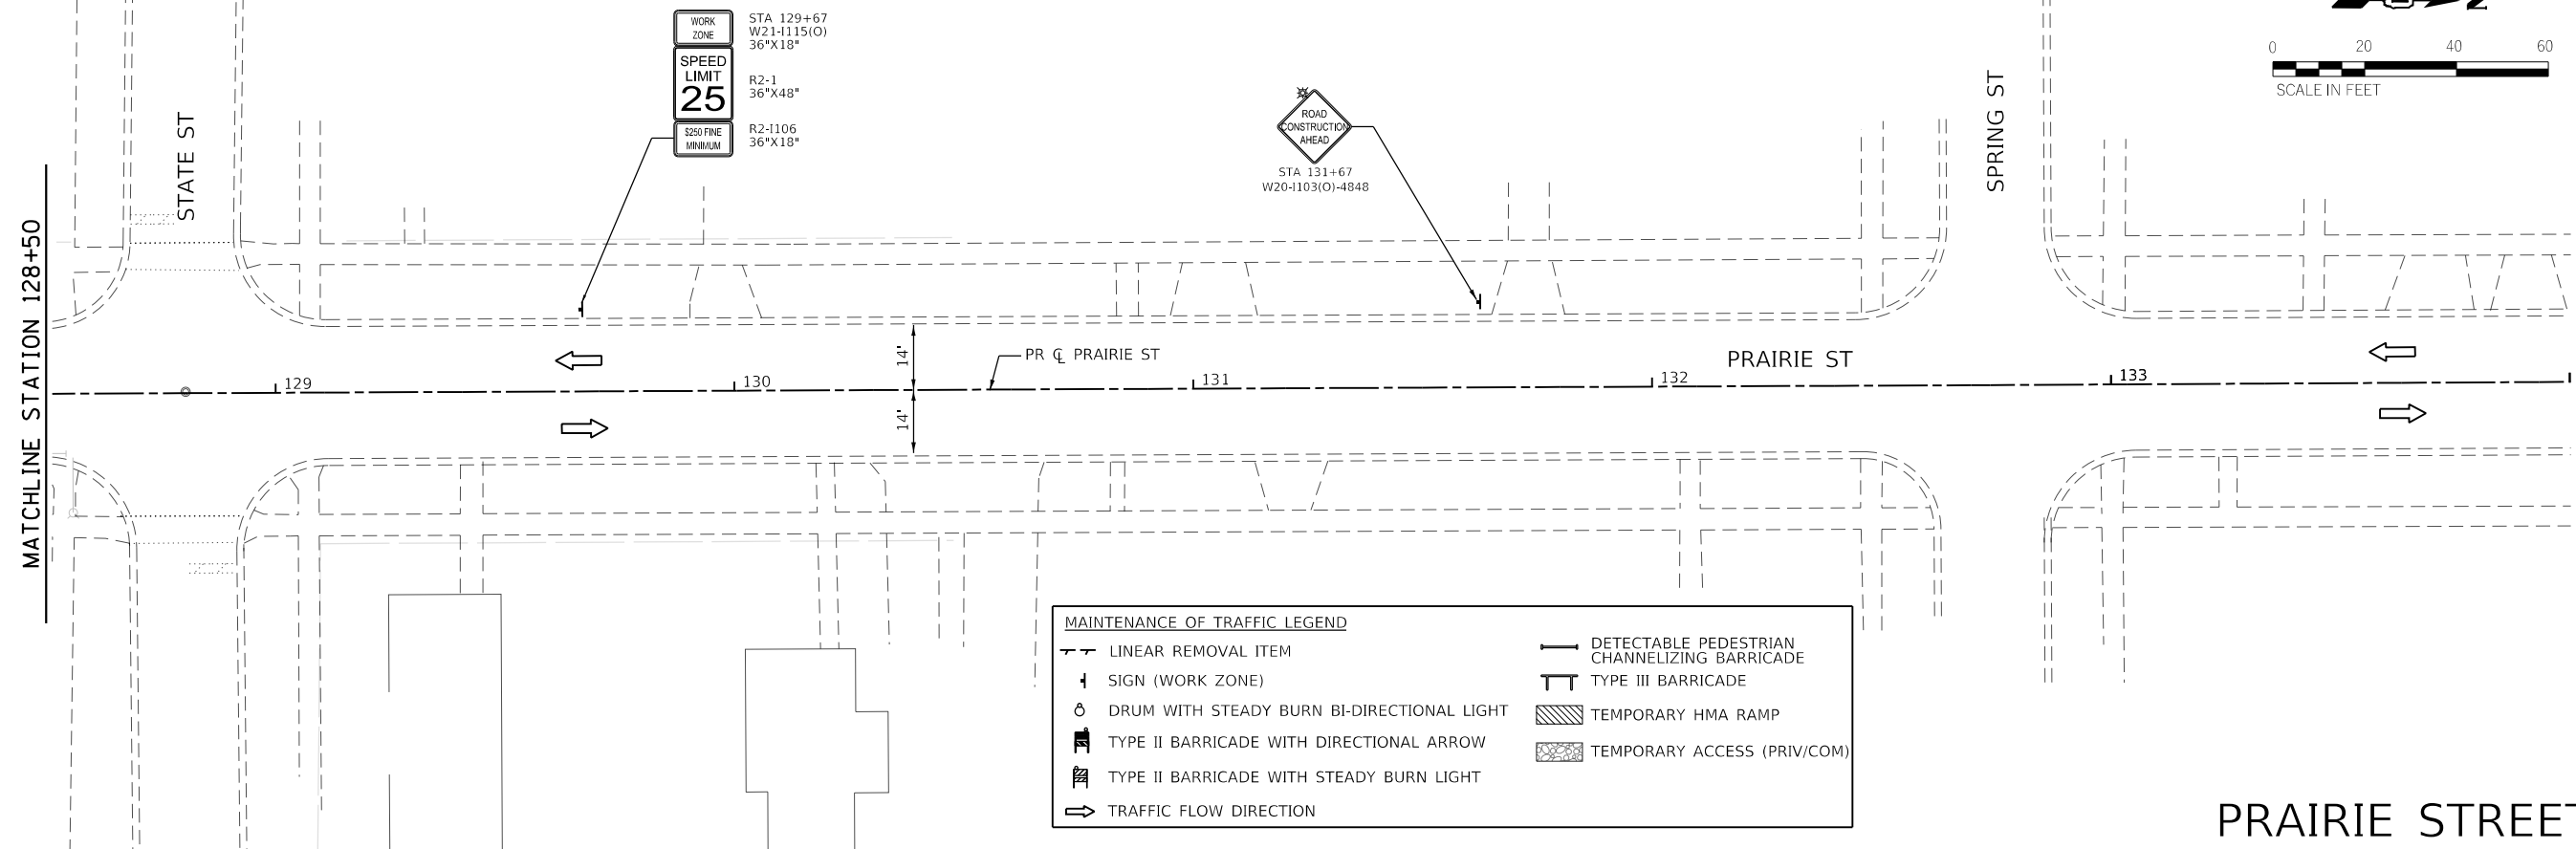 WORK
ZONE
STA 129+67
W21-I115(O)
36"X18"
SPEED
LIMIT
25
R2-1
36"X48"
$250 FINE
MINIMUM
R2-I106
36"X18"
ROAD
CONSTRUCTION
AHEAD
STA 131+67
W20-I103(O)-4848
0 20 40 60
SCALE IN FEET
STATE ST
SPRING ST
MATCHLINE STATION 128+50
14'
14'
PR ℄ PRAIRIE ST
PRAIRIE ST
129
130
131
132
133
MAINTENANCE OF TRAFFIC LEGEND
LINEAR REMOVAL ITEM
SIGN (WORK ZONE)
DRUM WITH STEADY BURN BI-DIRECTIONAL LIGHT
TYPE II BARRICADE WITH DIRECTIONAL ARROW
TYPE II BARRICADE WITH STEADY BURN LIGHT
TRAFFIC FLOW DIRECTION
DETECTABLE PEDESTRIAN
CHANNELIZING BARRICADE
TYPE III BARRICADE
TEMPORARY HMA RAMP
TEMPORARY ACCESS (PRIV/COM)
PRAIRIE STREET